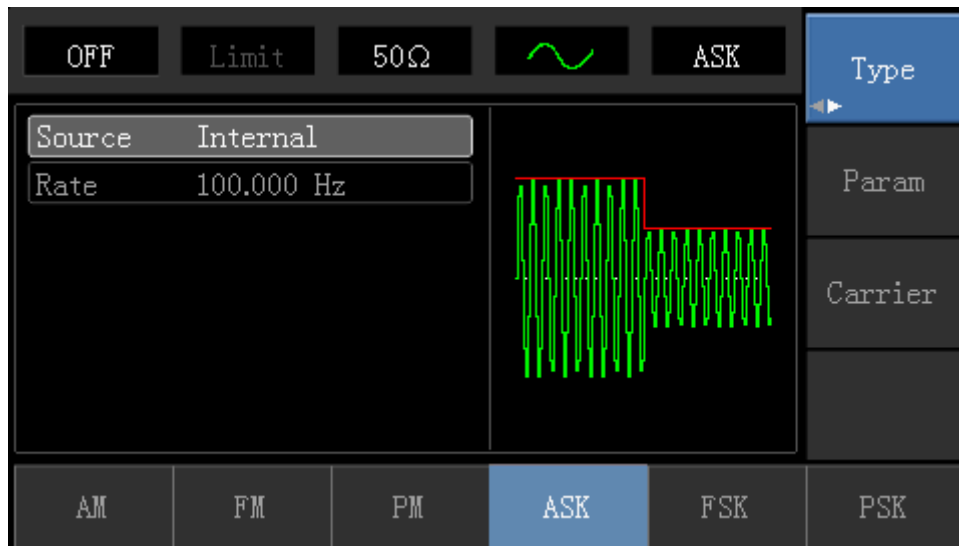 OFF Limit 50Ω ASK Type
Source Internal
Rate 100.000 Hz
Param
Carrier
AM FM PM ASK FSK PSK